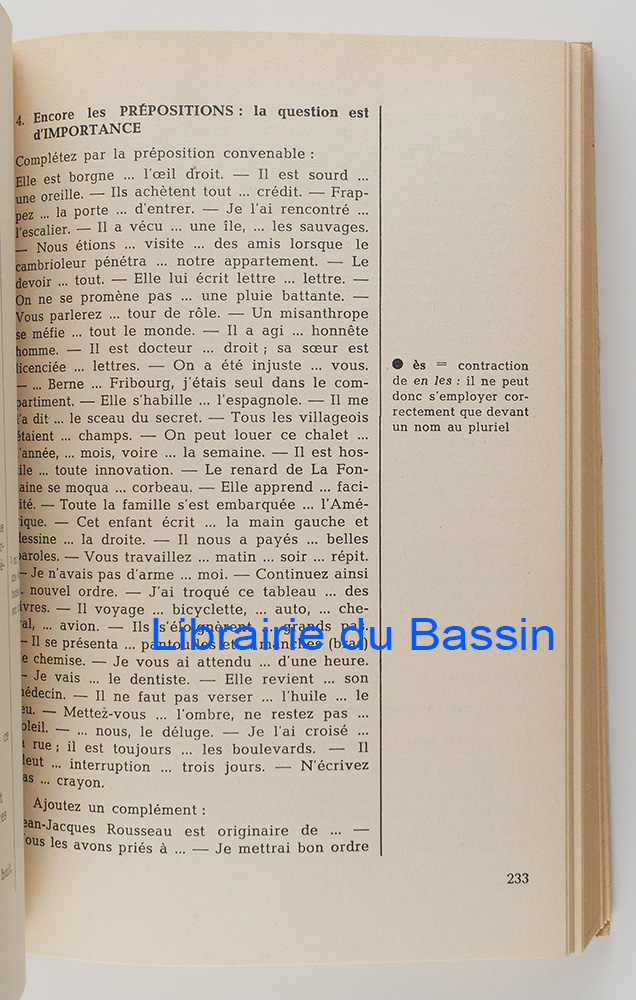 4. Encore les PRÉPOSITIONS : la question est
d'IMPORTANCE
Complétez par la préposition convenable :
Elle est borgne ... l'œil droit. — Il est sourd ...
une oreille. — Ils achètent tout ... crédit. — Frap-
pez ... la porte ... d'entrer. — Je l'ai rencontré ...
l'escalier. — Il a vécu ... une île, ... les sauvages.
— Nous étions ... visite ... des amis lorsque le
cambrioleur pénétra ... notre appartement. — Le
devoir ... tout. — Elle lui écrit lettre ... lettre. —
On ne se promène pas ... une pluie battante. —
Vous parlerez ... tour de rôle. — Un misanthrope
se méfie ... tout le monde. — Il a agi ... honnête
homme. — Il est docteur ... droit ; sa sœur est
licenciée ... lettres. — On a été injuste ... vous.
— ... Berne ... Fribourg, j'étais seul dans le com-
partiment. — Elle s'habille ... l'espagnole. — Il me
l'a dit ... le sceau du secret. — Tous les villageois
étaient ... champs. — On peut louer ce chalet ...
l'année, ... mois, voire ... la semaine. — Il est hos-
tile ... toute innovation. — Le renard de La Fon-
taine se moqua ... corbeau. — Elle apprend ... faci-
lité. — Toute la famille s'est embarquée ... l'Amé-
rique. — Cet enfant écrit ... la main gauche et
dessine ... la droite. — Il nous a payés ... belles
paroles. — Vous travaillez ... matin ... soir ... répit.
— Je n'avais pas d'arme ... moi. — Continuez ainsi
... nouvel ordre. — J'ai troqué ce tableau ... des
livres. — Il voyage ... bicyclette, ... auto, ... che-
val, ... avion. — Ils s'éloignèrent ... grands pas.
— Il se présenta ... pantoufles et ... manches (bras)
de chemise. — Je vous ai attendu ... d'une heure.
— Je vais ... le dentiste. — Elle revient ... son
médecin. — Il ne faut pas verser ... l'huile ... le
feu. — Mettez-vous ... l'ombre, ne restez pas ...
soleil. — ... nous, le déluge. — Je l'ai croisé ...
la rue ; il est toujours ... les boulevards. — Il
pleut ... interruption ... trois jours. — N'écrivez
pas ... crayon.
Ajoutez un complément :
Jean-Jacques Rousseau est originaire de ... —
Nous les avons priés à ... — Je mettrai bon ordre
● ès = contraction
de en les : il ne peut
donc s'employer cor-
rectement que devant
un nom au pluriel
233
Librairie du Bassin